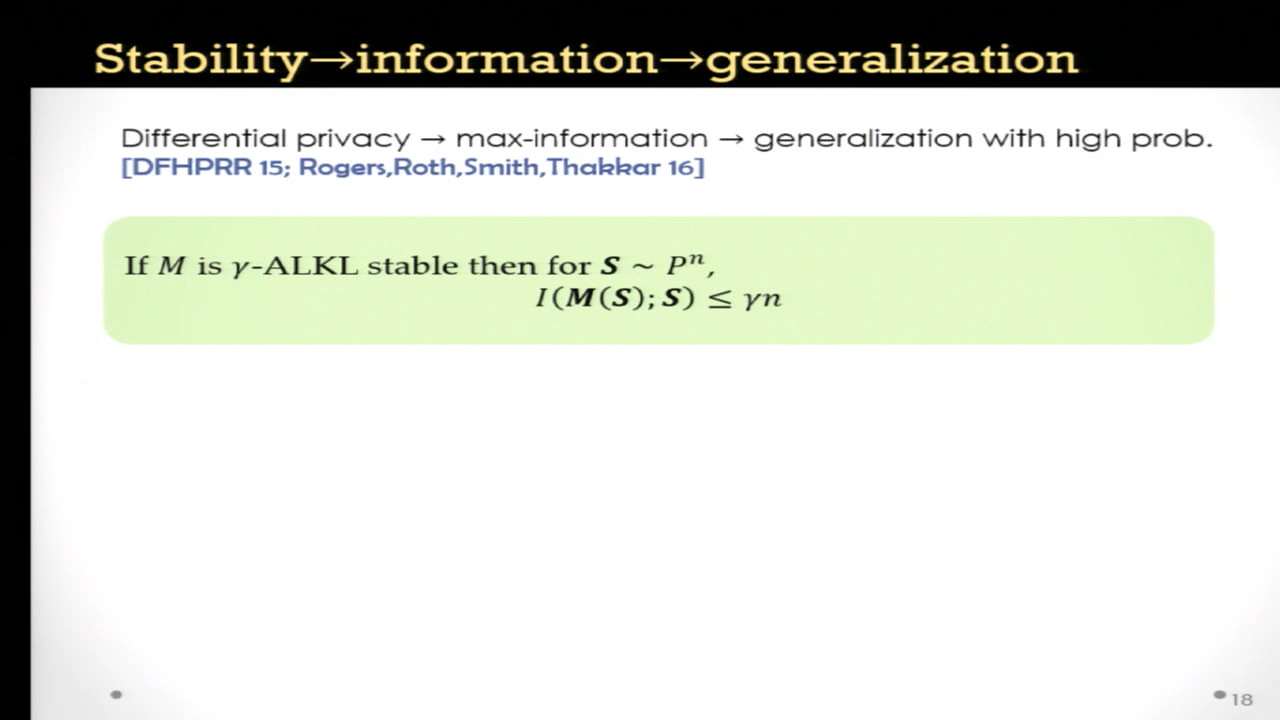 Stability→information→generalization
Differential privacy → max-information → generalization with high prob.
[DFHPRR 15; Rogers,Roth,Smith,Thakkar 16]
If M is γ-ALKL stable then for S ~ Pⁿ,
I(M(S); S) ≤ γn
18